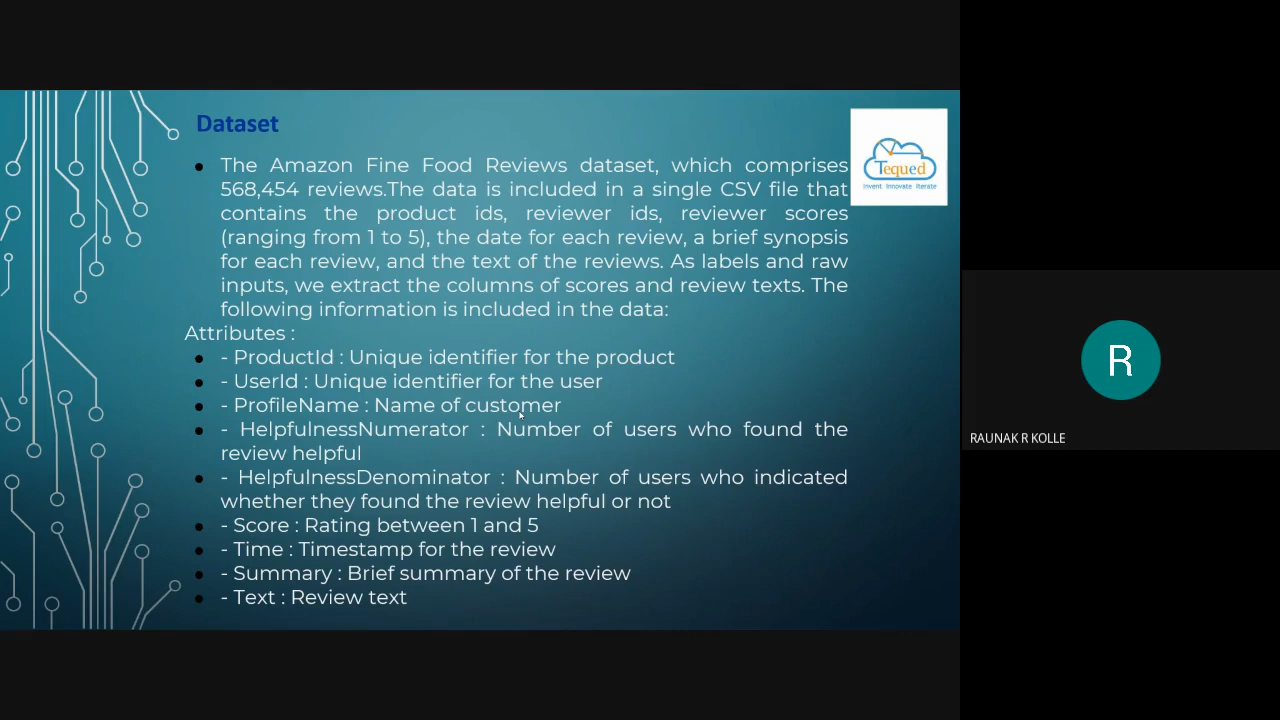 Dataset
The Amazon Fine Food Reviews dataset, which comprises
568,454 reviews.The data is included in a single CSV file that
contains the product ids, reviewer ids, reviewer scores
(ranging from 1 to 5), the date for each review, a brief synopsis
for each review, and the text of the reviews. As labels and raw
inputs, we extract the columns of scores and review texts. The
following information is included in the data:
Attributes :
- ProductId : Unique identifier for the product
- UserId : Unique identifier for the user
- ProfileName : Name of customer
- HelpfulnessNumerator : Number of users who found the
review helpful
- HelpfulnessDenominator : Number of users who indicated
whether they found the review helpful or not
- Score : Rating between 1 and 5
- Time : Timestamp for the review
- Summary : Brief summary of the review
- Text : Review text
Tequed
Invent Innovate Iterate
R
RAUNAK R KOLLE